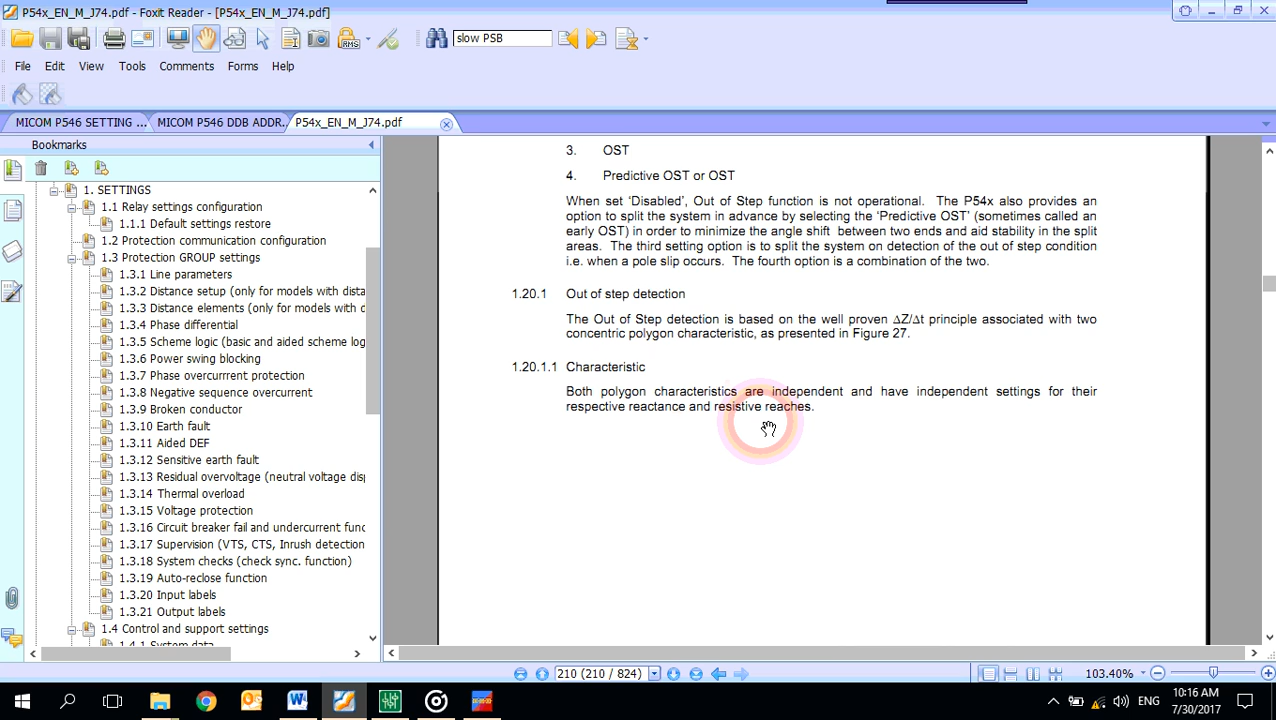 P54x_EN_M_J74.pdf - Foxit Reader - [P54x_EN_M_J74.pdf]
RMS
slow PSB
File Edit View Tools Comments Forms Help
MICOM P546 SETTING ...
MICOM P546 DDB ADDR...
P54x_EN_M_J74.pdf
Bookmarks
1. SETTINGS
1.1 Relay settings configuration
1.1.1 Default settings restore
1.2 Protection communication configuration
1.3 Protection GROUP settings
1.3.1 Line parameters
1.3.2 Distance setup (only for models with dista
1.3.3 Distance elements (only for models with d
1.3.4 Phase differential
1.3.5 Scheme logic (basic and aided scheme log
1.3.6 Power swing blocking
1.3.7 Phase overcurrrent protection
1.3.8 Negative sequence overcurrent
1.3.9 Broken conductor
1.3.10 Earth fault
1.3.11 Aided DEF
1.3.12 Sensitive earth fault
1.3.13 Residual overvoltage (neutral voltage disp
1.3.14 Thermal overload
1.3.15 Voltage protection
1.3.16 Circuit breaker fail and undercurrent func
1.3.17 Supervision (VTS, CTS, Inrush detection
1.3.18 System checks (check sync. function)
1.3.19 Auto-reclose function
1.3.20 Input labels
1.3.21 Output labels
1.4 Control and support settings
1.4.1 System data
3. OST
4. Predictive OST or OST
When set ‘Disabled’, Out of Step function is not operational. The P54x also provides an
option to split the system in advance by selecting the ‘Predictive OST’ (sometimes called an
early OST) in order to minimize the angle shift between two ends and aid stability in the split
areas. The third setting option is to split the system on detection of the out of step condition
i.e. when a pole slip occurs. The fourth option is a combination of the two.
1.20.1 Out of step detection
The Out of Step detection is based on the well proven ΔZ/Δt principle associated with two
concentric polygon characteristic, as presented in Figure 27.
1.20.1.1 Characteristic
Both polygon characteristics are independent and have independent settings for their
respective reactance and resistive reaches.
210 (210 / 824)
103.40%
ENG
10:16 AM
7/30/2017